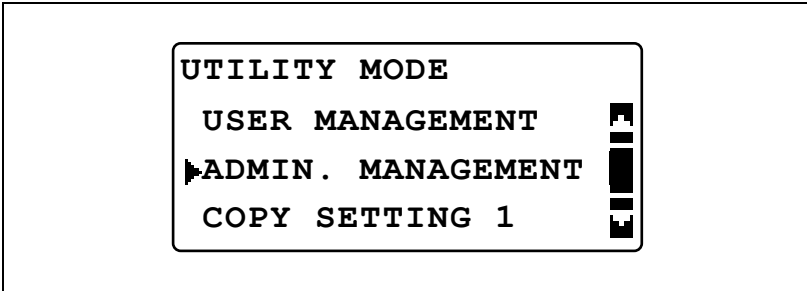 UTILITY MODE
USER MANAGEMENT
ADMIN. MANAGEMENT
COPY SETTING 1